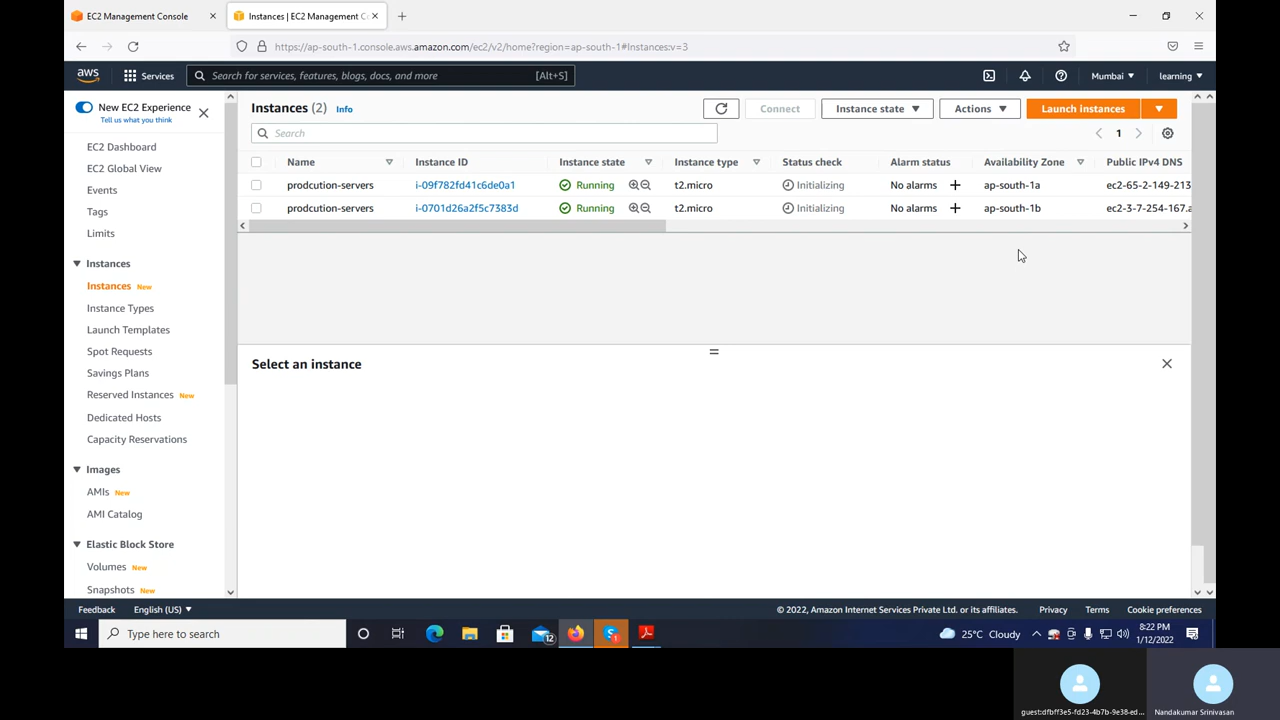 EC2 Management Console
Instances | EC2 Management C
https://ap-south-1.console.aws.amazon.com/ec2/v2/home?region=ap-south-1#Instances:v=3
aws
Services
Search for services, features, blogs, docs, and more
[Alt+S]
Mumbai
learning
New EC2 Experience
Tell us what you think
EC2 Dashboard
EC2 Global View
Events
Tags
Limits
Instances
Instances New
Instance Types
Launch Templates
Spot Requests
Savings Plans
Reserved Instances New
Dedicated Hosts
Capacity Reservations
Images
AMIs New
AMI Catalog
Elastic Block Store
Volumes New
Snapshots New
Instances (2) Info
Connect
Instance state
Actions
Launch instances
Search
1
Name Instance ID Instance state Instance type Status check Alarm status Availability Zone Public IPv4 DNS
prodcution-servers i-09f782fd41c6de0a1 Running t2.micro Initializing No alarms + ap-south-1a ec2-65-2-149-213
prodcution-servers i-0701d26a2f5c7383d Running t2.micro Initializing No alarms + ap-south-1b ec2-3-7-254-167.a
Select an instance
Feedback English (US)
© 2022, Amazon Internet Services Private Ltd. or its affiliates. Privacy Terms Cookie preferences
Type here to search
12
25°C Cloudy
8:22 PM
1/12/2022
guest:dfbff3e5-fd23-4b7b-9e38-ed...
Nandakumar Srinivasan